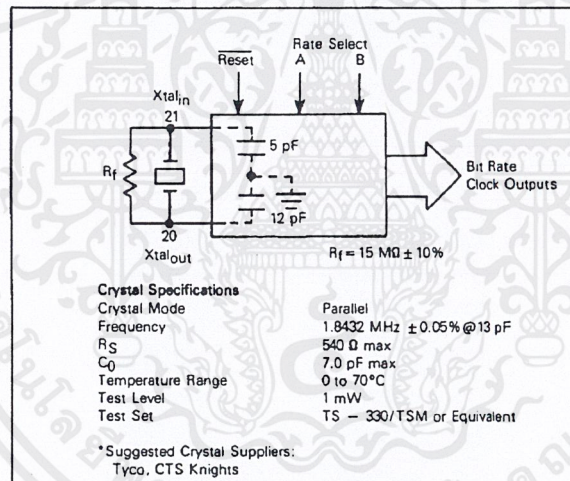 Rate Select
Reset A B
Xtalin
21
5 pF
Rf
Bit Rate
Clock Outputs
12 pF
20
Xtalout
Rf = 15 MΩ ± 10%
Crystal Specifications
Crystal Mode Parallel
Frequency 1.8432 MHz ±0.05% @ 13 pF
RS 540 Ω max
C0 7.0 pF max
Temperature Range 0 to 70°C
Test Level 1 mW
Test Set TS – 330/TSM or Equivalent
*Suggested Crystal Suppliers:
Tyco, CTS Knights